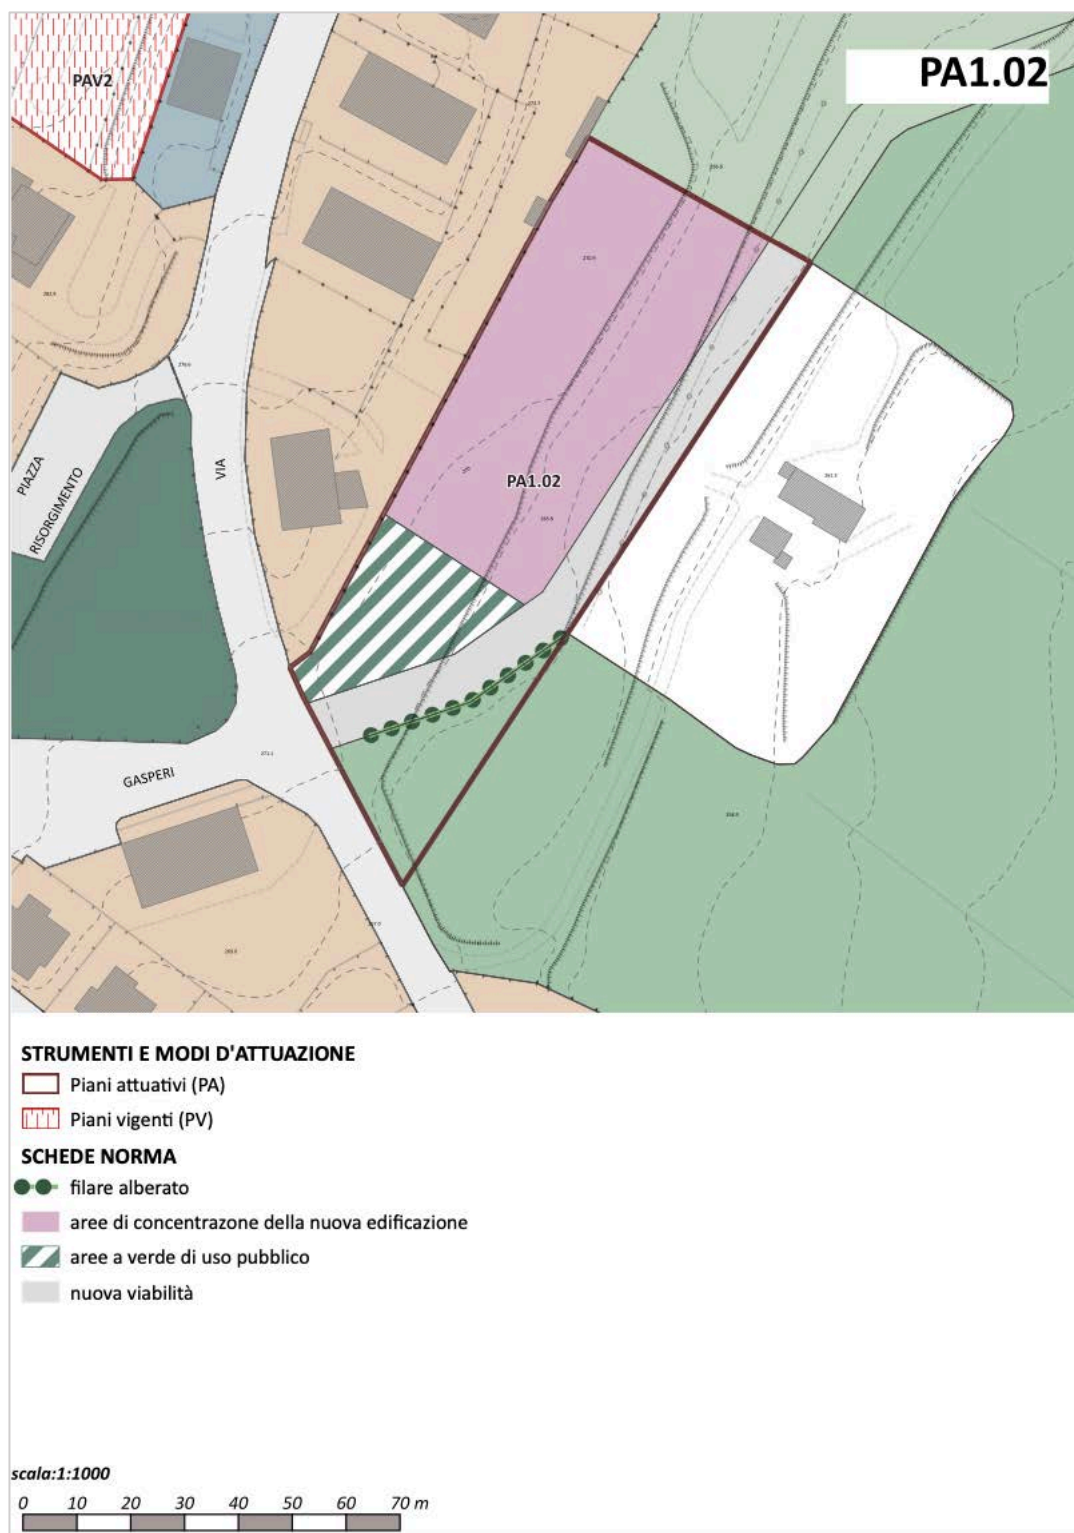 PA1.02
PAV2
PIAZZA
RISORGIMENTO
VIA
PA1.02
GASPERI
STRUMENTI E MODI D'ATTUAZIONE
Piani attuativi (PA)
Piani vigenti (PV)
SCHEDE NORMA
filare alberato
aree di concentrazone della nuova edificazione
aree a verde di uso pubblico
nuova viabilità
scala:1:1000
0 10 20 30 40 50 60 70 m